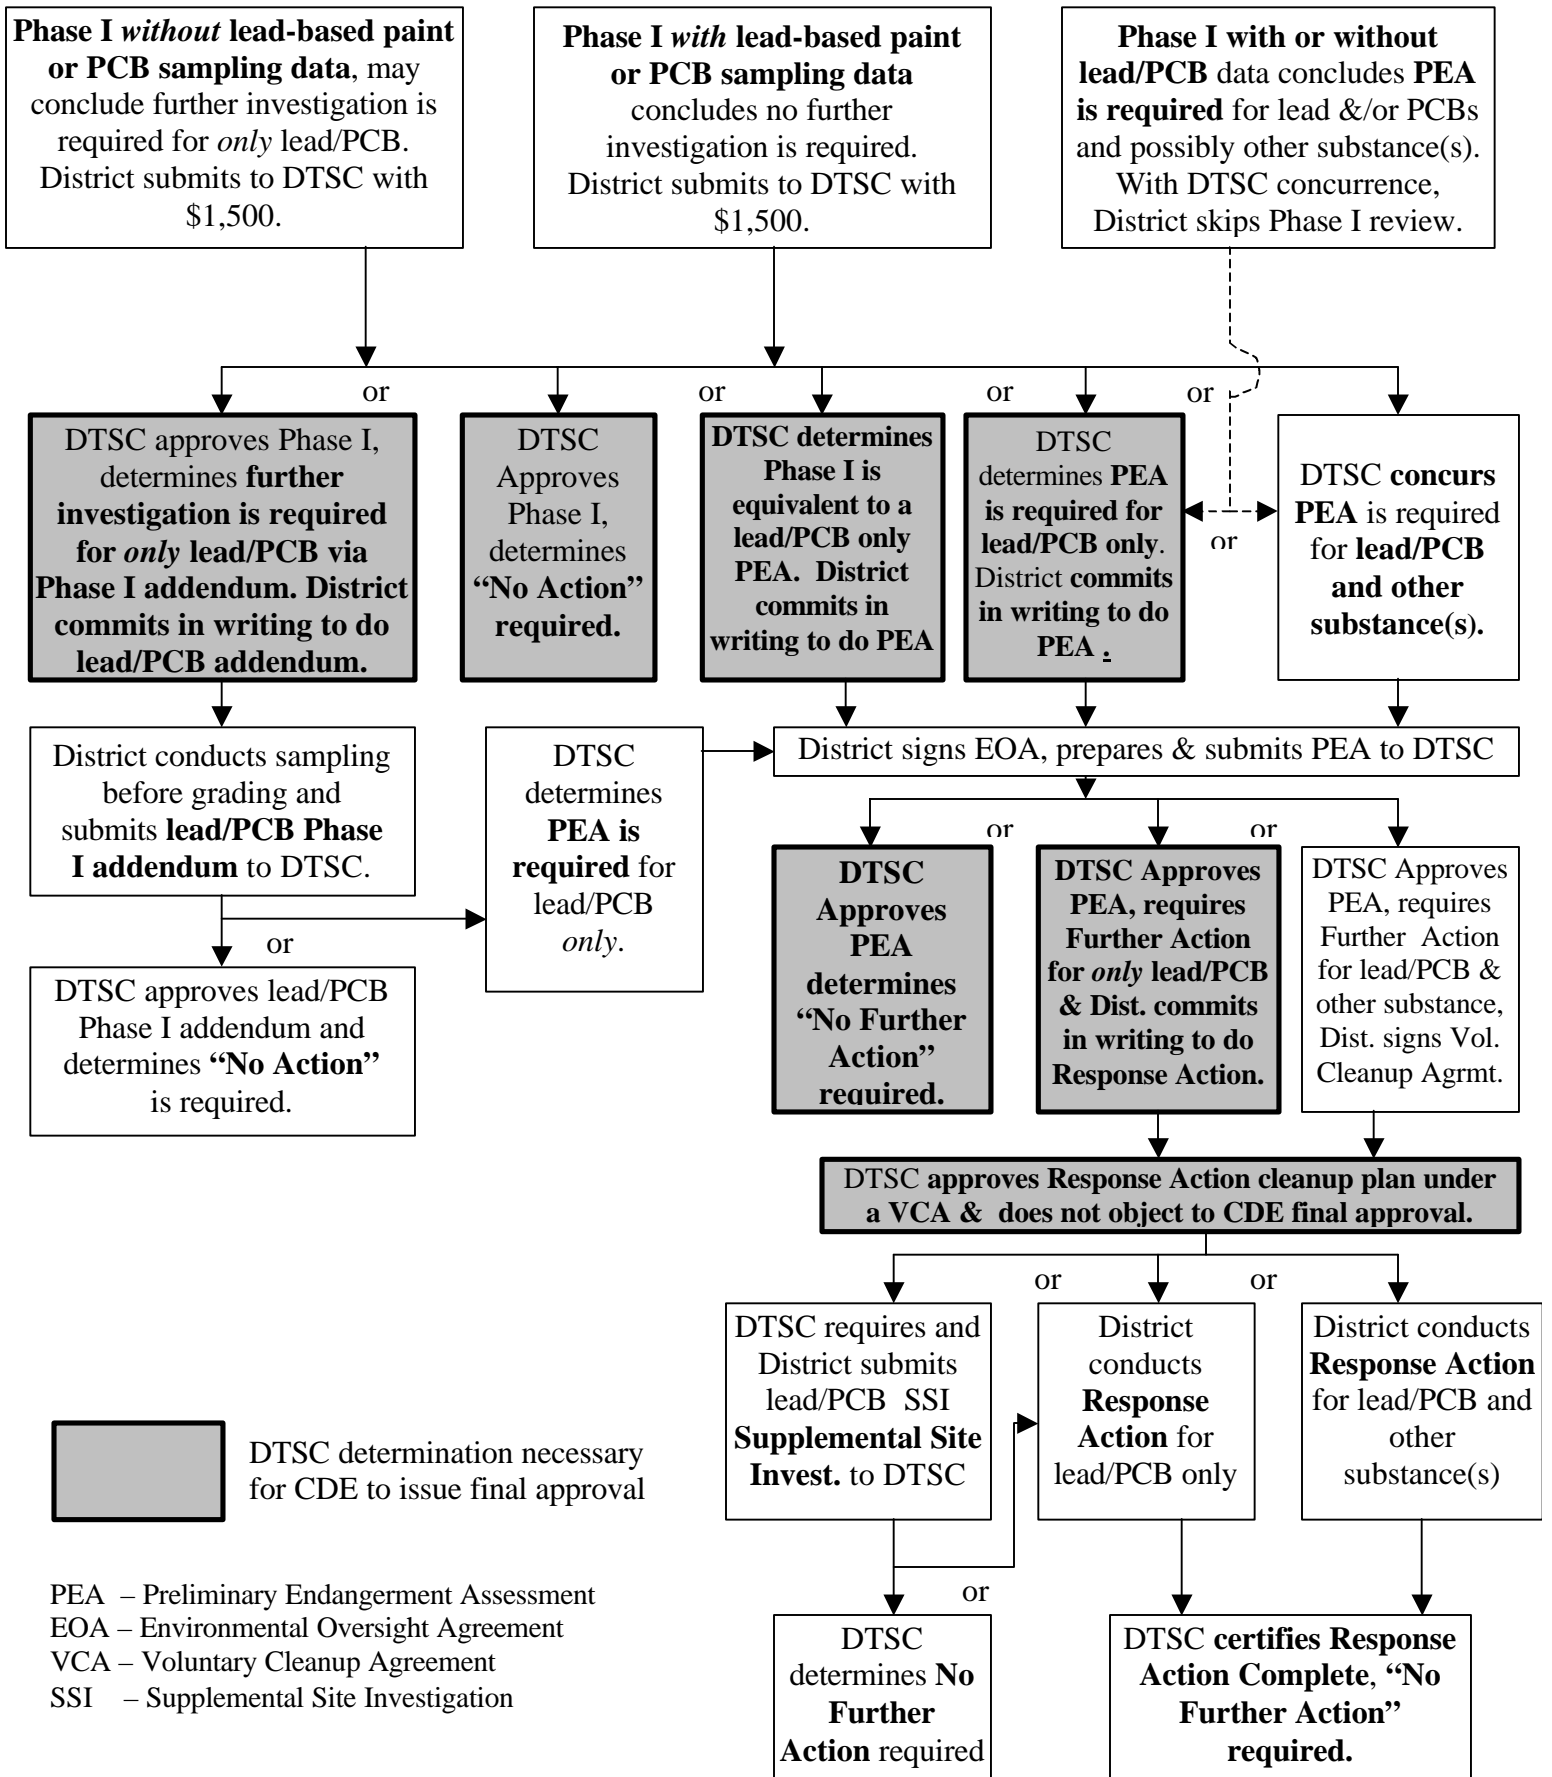 Phase I without lead-based paint
or PCB sampling data, may
conclude further investigation is
required for only lead/PCB.
District submits to DTSC with
$1,500.
Phase I with lead-based paint
or PCB sampling data
concludes no further
investigation is required.
District submits to DTSC with
$1,500.
Phase I with or without
lead/PCB data concludes PEA
is required for lead &/or PCBs
and possibly other substance(s).
With DTSC concurrence,
District skips Phase I review.
or
or
or
or
DTSC approves Phase I,
determines further
investigation is required
for only lead/PCB via
Phase I addendum. District
commits in writing to do
lead/PCB addendum.
DTSC
Approves
Phase I,
determines
“No Action”
required.
DTSC determines
Phase I is
equivalent to a
lead/PCB only
PEA. District
commits in
writing to do PEA
DTSC
determines PEA
is required for
lead/PCB only.
District commits
in writing to do
PEA .
or
DTSC concurs
PEA is required
for lead/PCB
and other
substance(s).
District conducts sampling
before grading and
submits lead/PCB Phase
I addendum to DTSC.
DTSC
determines
PEA is
required for
lead/PCB
only.
District signs EOA, prepares & submits PEA to DTSC
or
or
or
DTSC approves lead/PCB
Phase I addendum and
determines “No Action”
is required.
DTSC
Approves
PEA
determines
“No Further
Action”
required.
DTSC Approves
PEA, requires
Further Action
for only lead/PCB
& Dist. commits
in writing to do
Response Action.
DTSC Approves
PEA, requires
Further Action
for lead/PCB &
other substance,
Dist. signs Vol.
Cleanup Agrmt.
DTSC approves Response Action cleanup plan under
a VCA & does not object to CDE final approval.
or
or
DTSC requires and
District submits
lead/PCB SSI
Supplemental Site
Invest. to DTSC
District
conducts
Response
Action for
lead/PCB only
District conducts
Response Action
for lead/PCB and
other
substance(s)
DTSC determination necessary
for CDE to issue final approval
or
PEA – Preliminary Endangerment Assessment
EOA – Environmental Oversight Agreement
VCA – Voluntary Cleanup Agreement
SSI – Supplemental Site Investigation
DTSC
determines No
Further
Action required
DTSC certifies Response
Action Complete, “No
Further Action”
required.